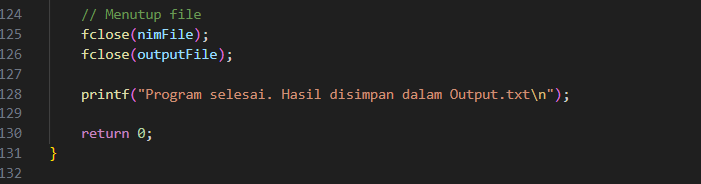 124 // Menutup file
125 fclose(nimFile);
126 fclose(outputFile);
127
128 printf("Program selesai. Hasil disimpan dalam Output.txt\n");
129
130 return 0;
131 }
132